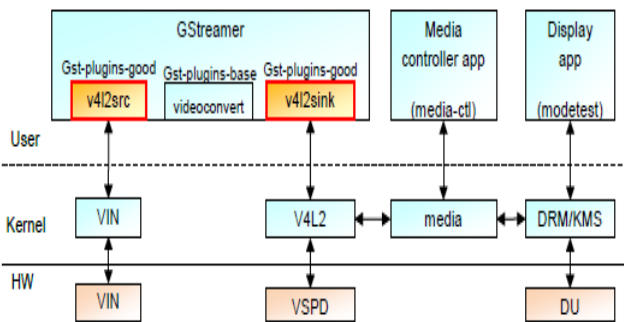 GStreamer
Gst-plugins-good
Gst-plugins-base
Gst-plugins-good
v4l2src
videoconvert
v4l2sink
Media
controller app
(media-ctl)
Display
app
(modetest)
User
Kernel
VIN
V4L2
media
DRM/KMS
HW
VIN
VSPD
DU